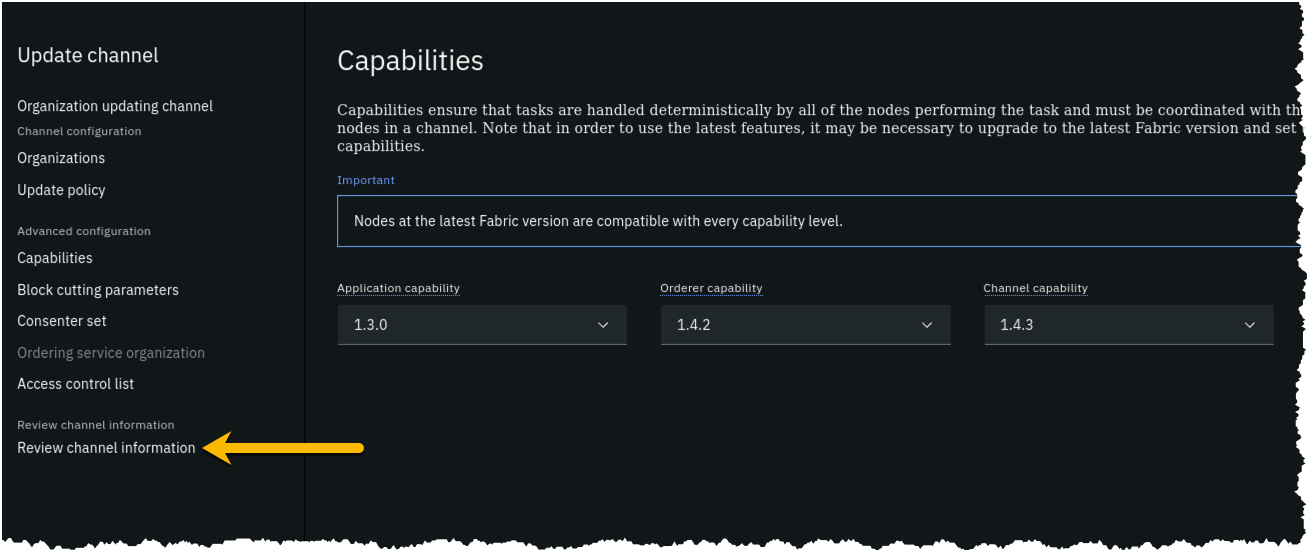 Update channel
Organization updating channel
Channel configuration
Organizations
Update policy
Advanced configuration
Capabilities
Block cutting parameters
Consenter set
Ordering service organization
Access control list
Review channel information
Review channel information
Capabilities
Capabilities ensure that tasks are handled deterministically by all of the nodes performing the task and must be coordinated with
nodes in a channel. Note that in order to use the latest features, it may be necessary to upgrade to the latest Fabric version and set
capabilities.
Important
Nodes at the latest Fabric version are compatible with every capability level.
Application capability
Orderer capability
Channel capability
1.3.0
1.4.2
1.4.3